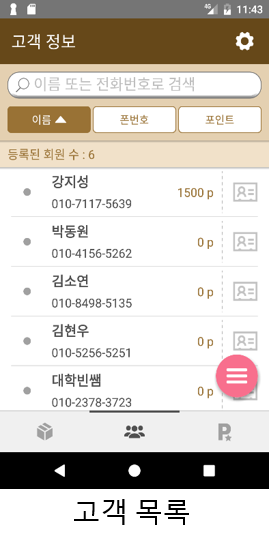 4G 11:43
고객 정보
이름 또는 전화번호로 검색
이름 폰번호 포인트
등록된 회원 수 : 6
강지성
1500 p
010-7117-5639
박동원
0 p
010-4156-5262
김소연
0 p
010-8498-5135
김현우
0 p
010-5256-5251
대학빈쌤
0 p
010-2378-3723
고객 목록